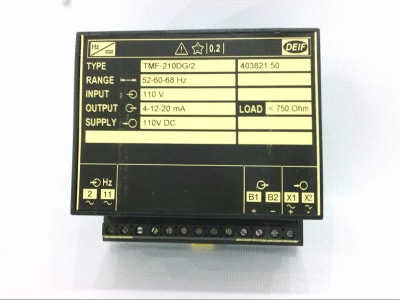 Hz 0.2 DEIF
TYPE TMF-210DG/2 403821.50
RANGE 52-60-68 Hz
INPUT 110 V
OUTPUT 4-12-20 mA LOAD < 750 Ohm
SUPPLY 110V DC
Hz
2 11 B1 B2 X1 X2
~ ~ + - + -
~ ~